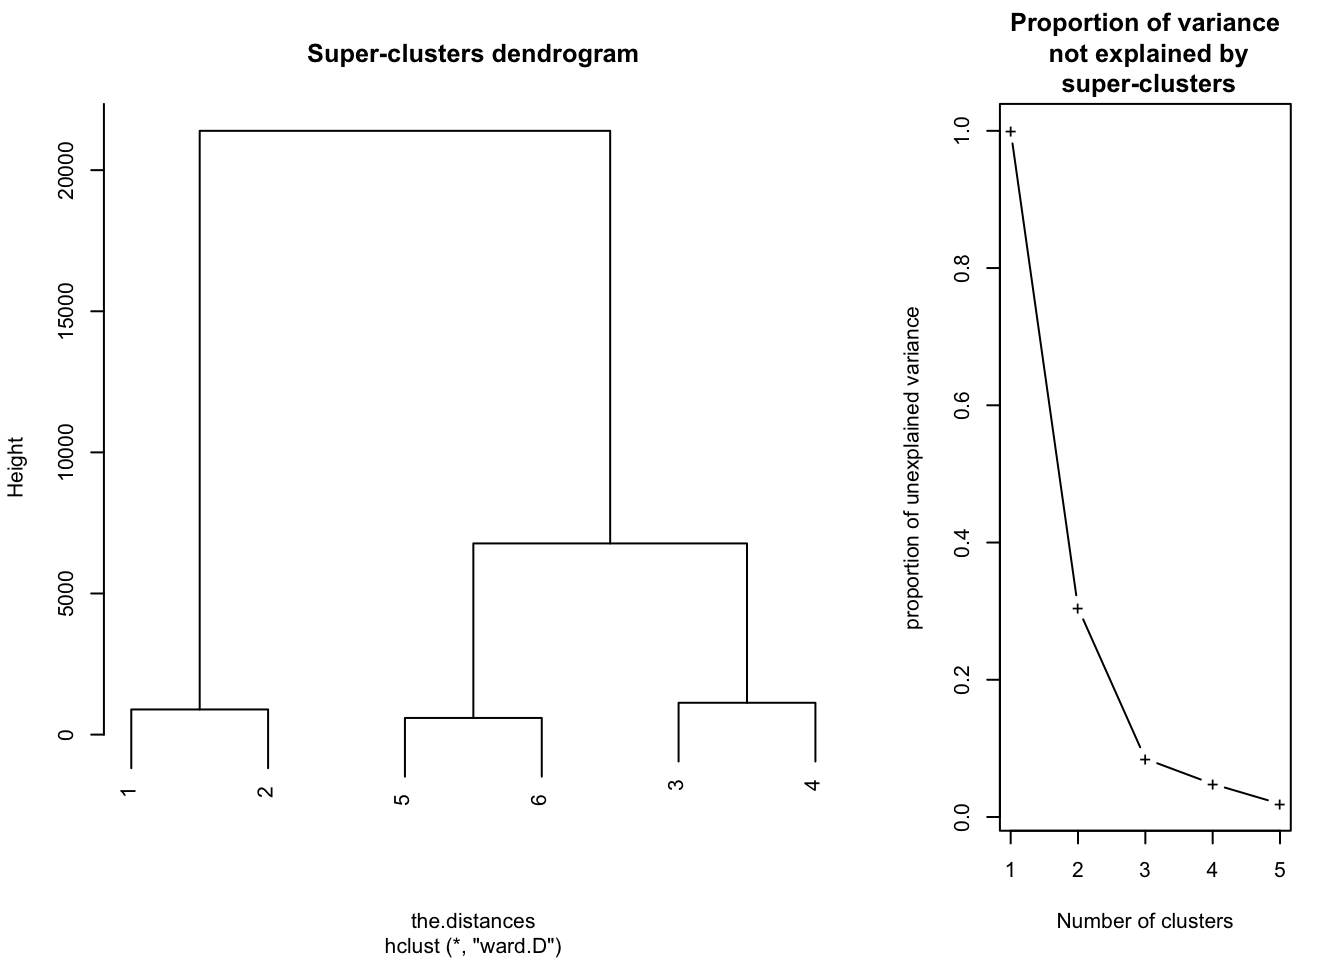 Super-clusters dendrogram
Height
20000
15000
10000
5000
0
1
2
5
6
3
4
the.distances
hclust (*, "ward.D")
Proportion of variance
not explained by
super-clusters
proportion of unexplained variance
1.0
0.8
0.6
0.4
0.2
0.0
1 2 3 4 5
Number of clusters